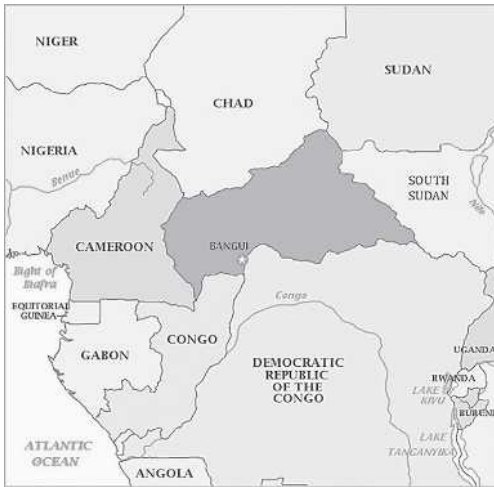 NIGER
SUDAN
CHAD
NIGERIA
Benue
SOUTH
SUDAN
Nile
CAMEROON
BANGUI
Bight of
Biafra
Congo
EQUITORIAL
GUINEA
CONGO
UGANDA
GABON
DEMOCRATIC
REPUBLIC
OF THE
CONGO
RWANDA
LAKE
KIVU
BURUNDI
ATLANTIC
OCEAN
LAKE
TANGANYIKA
ANGOLA